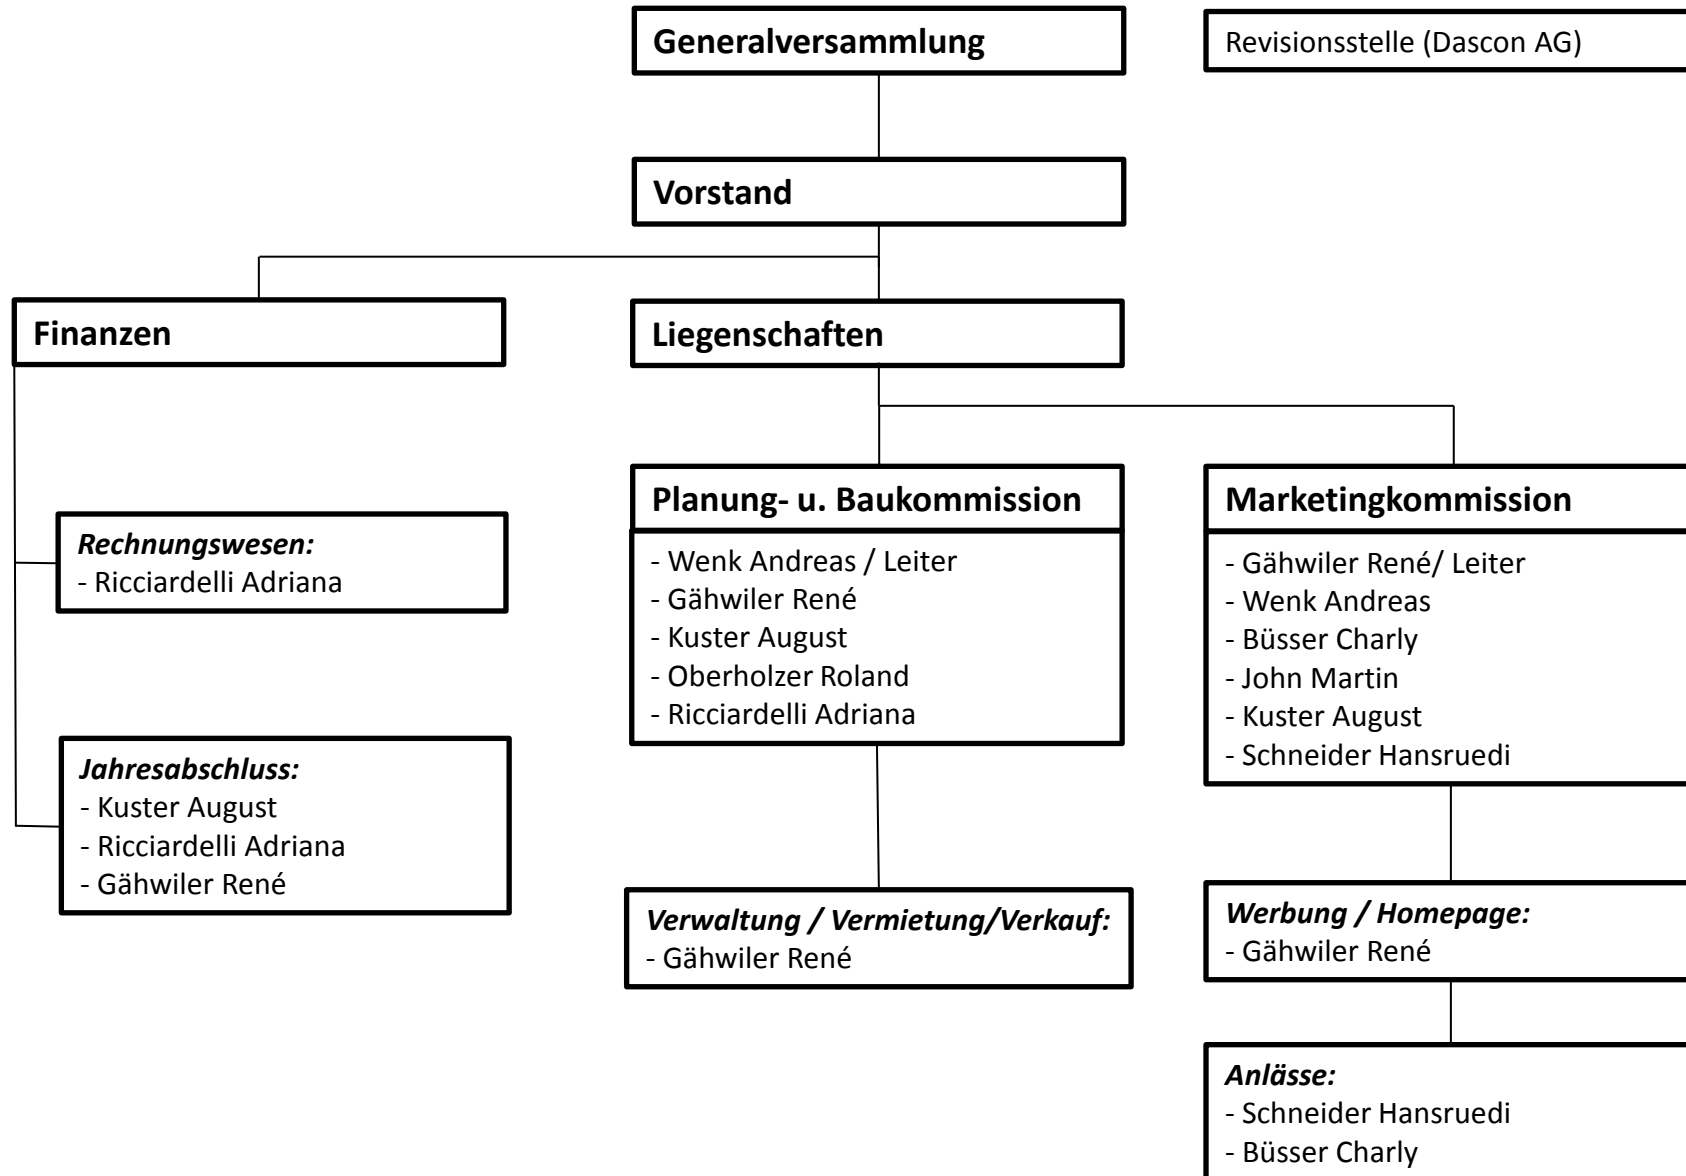 Generalversammlung
Revisionsstelle (Dascon AG)
Vorstand
Finanzen
Liegenschaften
Rechnungswesen:
- Ricciardelli Adriana
Jahresabschluss:
- Kuster August
- Ricciardelli Adriana
- Gähwiler René
Planung- u. Baukommission
- Wenk Andreas / Leiter
- Gähwiler René
- Kuster August
- Oberholzer Roland
- Ricciardelli Adriana
Verwaltung / Vermietung/Verkauf:
- Gähwiler René
Marketingkommission
- Gähwiler René/ Leiter
- Wenk Andreas
- Büsser Charly
- John Martin
- Kuster August
- Schneider Hansruedi
Werbung / Homepage:
- Gähwiler René
Anlässe:
- Schneider Hansruedi
- Büsser Charly